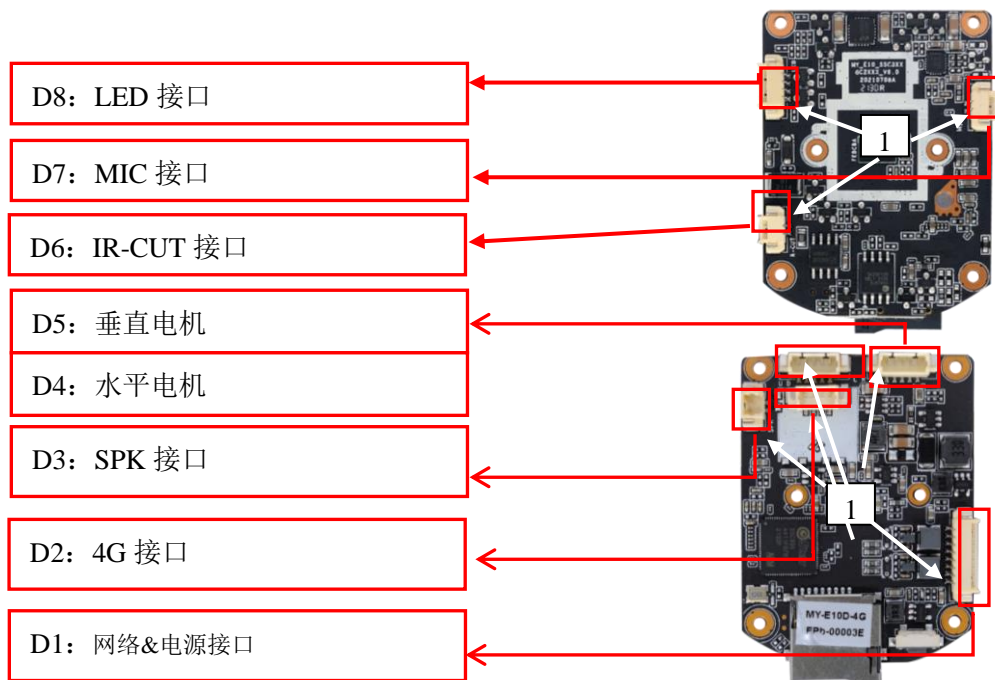 D8：LED 接口
D7：MIC 接口
D6：IR-CUT 接口
D5：垂直电机
D4：水平电机
D3：SPK 接口
D2：4G 接口
D1：网络&电源接口
1
1
MY-E10D-4G